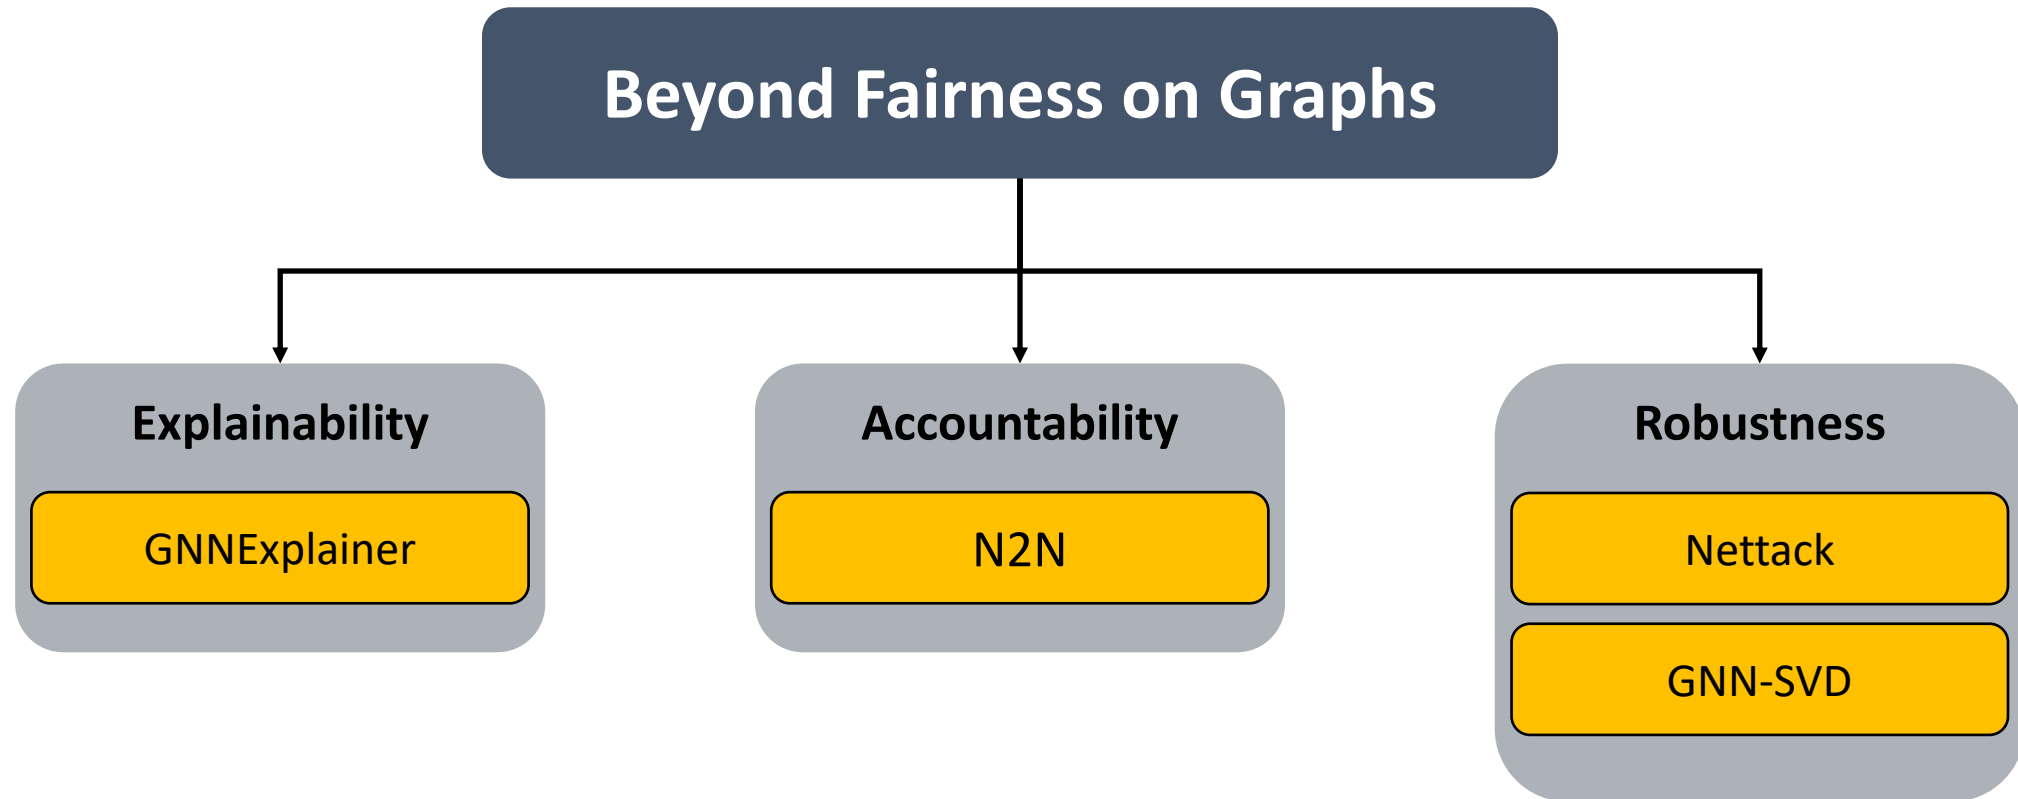 Beyond Fairness on Graphs
Explainability
GNNExplainer
Accountability
N2N
Robustness
Nettack
GNN-SVD